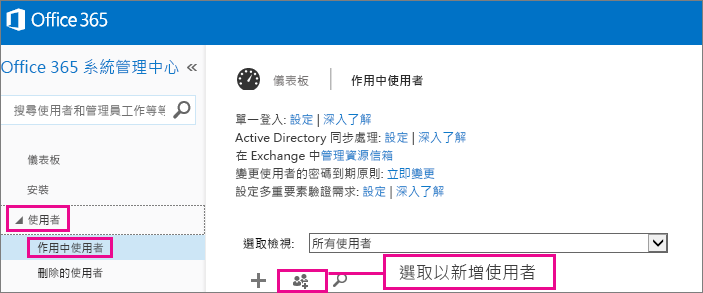 Office 365
Office 365 系統管理中心 «
搜尋使用者和管理員工作等等
儀表板
安裝
使用者
作用中使用者
刪除的使用者
儀表板 | 作用中使用者
單一登入: 設定 | 深入了解
Active Directory 同步處理: 設定 | 深入了解
在 Exchange 中管理資源信箱
變更使用者的密碼到期原則: 立即變更
設定多重要素驗證需求: 設定 | 深入了解
選取檢視: 所有使用者
選取以新增使用者